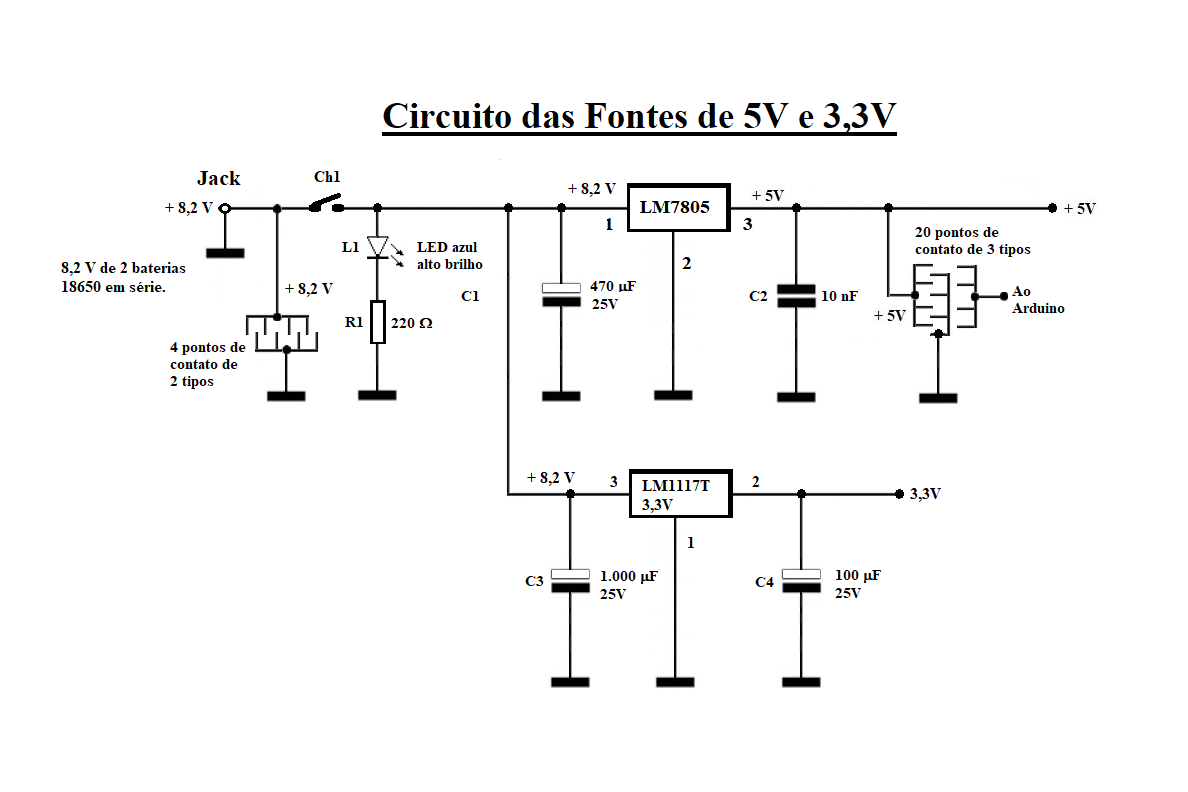 Circuito das Fontes de 5V e 3,3V
Jack
Ch1
+ 8,2 V
+ 8,2 V
LM7805
+ 5V
+ 5V
1
3
2
L1
LED azul
alto brilho
20 pontos de
contato de 3 tipos
8,2 V de 2 baterias
18650 em série.
+ 8,2 V
C1
470 µF
25V
C2
10 nF
+ 5V
Ao
Arduino
R1
220 Ω
4 pontos de
contato de
2 tipos
+ 8,2 V
3
LM1117T
3,3V
2
3,3V
1
C3
1.000 µF
25V
C4
100 µF
25V